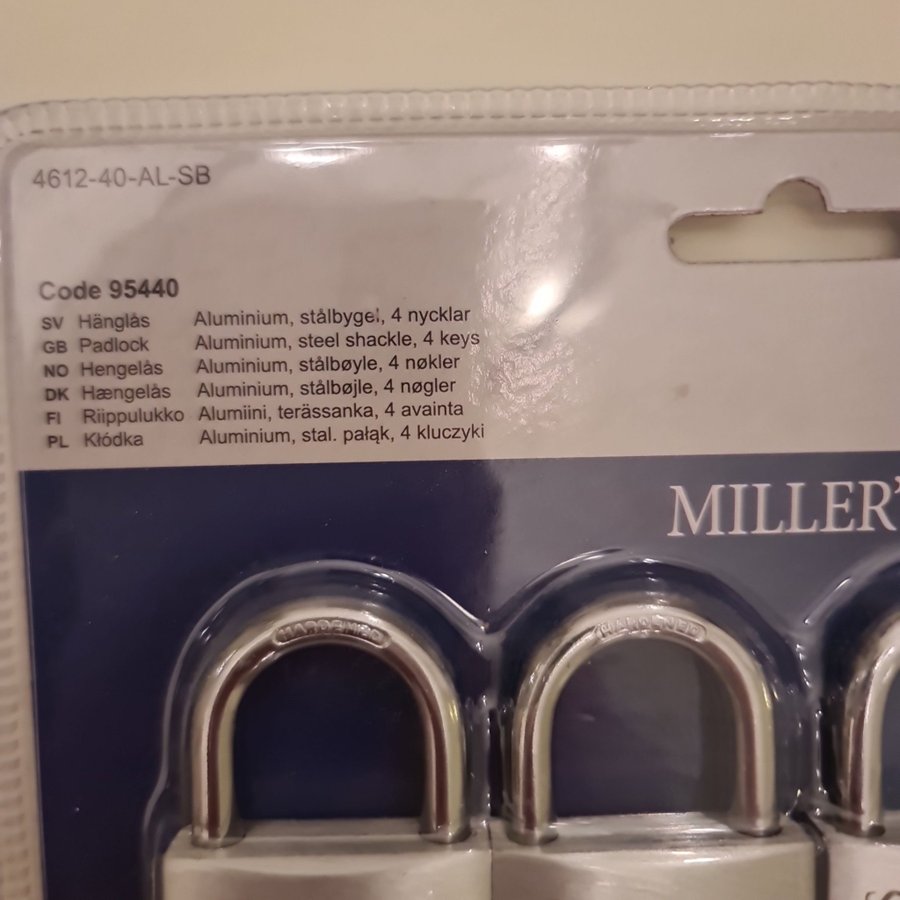 4612-40-AL-SB
Code 95440
SV Hänglås Aluminium, stålbygel, 4 nycklar
GB Padlock Aluminium, steel shackle, 4 keys
NO Hengelås Aluminium, stålbøyle, 4 nøkler
DK Hængelås Aluminium, stålbøjle, 4 nøgler
FI Riippulukko Alumiini, terässanka, 4 avainta
PL Kłódka Aluminium, stal. pałąk, 4 kluczyki
MILLER'
HARDENED HARDENED